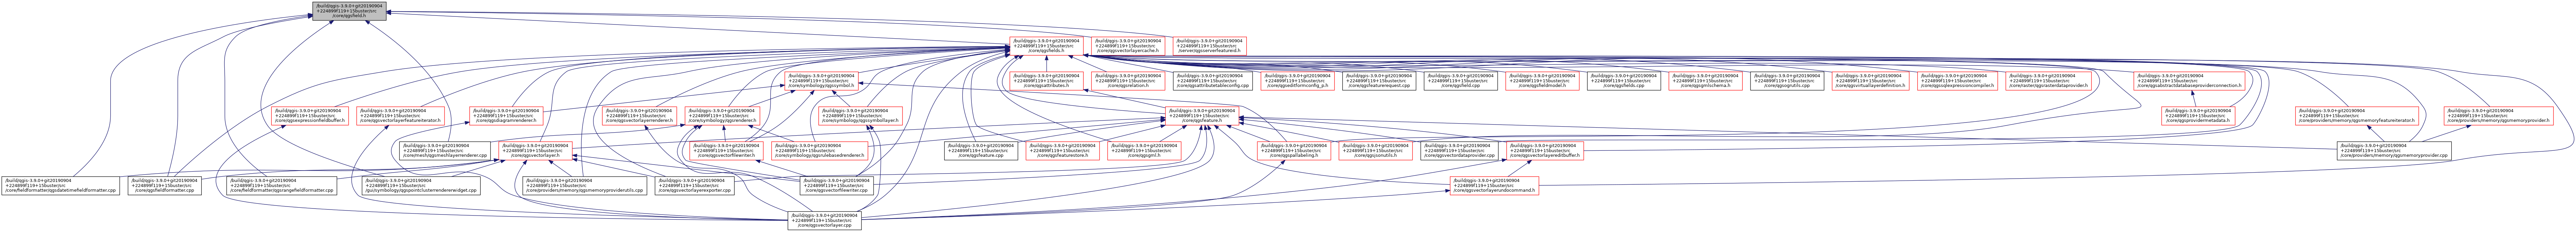 /build/qgis-3.9.0+git20190904
+224899f119+15buster/src
/core/qgsfield.h
/build/qgis-3.9.0+git20190904
+224899f119+15buster/src
/core/qgsfields.h
/build/qgis-3.9.0+git20190904
+224899f119+15buster/src
/core/qgsvectorlayercache.h
/build/qgis-3.9.0+git20190904
+224899f119+15buster/src
/server/qgsserverfeatureid.h
/build/qgis-3.9.0+git20190904
+224899f119+15buster/src
/core/symbology/qgssymbol.h
/build/qgis-3.9.0+git20190904
+224899f119+15buster/src
/core/qgsattributes.h
/build/qgis-3.9.0+git20190904
+224899f119+15buster/src
/core/qgsrelation.h
/build/qgis-3.9.0+git20190904
+224899f119+15buster/src
/core/qgsattributetableconfig.cpp
/build/qgis-3.9.0+git20190904
+224899f119+15buster/src
/core/qgseditformconfig_p.h
/build/qgis-3.9.0+git20190904
+224899f119+15buster/src
/core/qgsfeaturerequest.cpp
/build/qgis-3.9.0+git20190904
+224899f119+15buster/src
/core/qgsfield.cpp
/build/qgis-3.9.0+git20190904
+224899f119+15buster/src
/core/qgsfieldmodel.h
/build/qgis-3.9.0+git20190904
+224899f119+15buster/src
/core/qgsfields.cpp
/build/qgis-3.9.0+git20190904
+224899f119+15buster/src
/core/qgsgmlschema.h
/build/qgis-3.9.0+git20190904
+224899f119+15buster/src
/core/qgsogrutils.cpp
/build/qgis-3.9.0+git20190904
+224899f119+15buster/src
/core/qgsvirtuallayerdefinition.h
/build/qgis-3.9.0+git20190904
+224899f119+15buster/src
/core/qgssqlexpressioncompiler.h
/build/qgis-3.9.0+git20190904
+224899f119+15buster/src
/core/raster/qgsrasterdataprovider.h
/build/qgis-3.9.0+git20190904
+224899f119+15buster/src
/core/qgsabstractdatabaseproviderconnection.h
/build/qgis-3.9.0+git20190904
+224899f119+15buster/src
/core/qgsexpressionfieldbuffer.h
/build/qgis-3.9.0+git20190904
+224899f119+15buster/src
/core/qgsvectorlayerfeatureiterator.h
/build/qgis-3.9.0+git20190904
+224899f119+15buster/src
/core/qgsdiagramrenderer.h
/build/qgis-3.9.0+git20190904
+224899f119+15buster/src
/core/qgsvectorlayerrenderer.h
/build/qgis-3.9.0+git20190904
+224899f119+15buster/src
/core/symbology/qgsrenderer.h
/build/qgis-3.9.0+git20190904
+224899f119+15buster/src
/core/symbology/qgssymbollayer.h
/build/qgis-3.9.0+git20190904
+224899f119+15buster/src
/core/qgsfeature.h
/build/qgis-3.9.0+git20190904
+224899f119+15buster/src
/core/qgsprovidermetadata.h
/build/qgis-3.9.0+git20190904
+224899f119+15buster/src
/core/providers/memory/qgsmemoryfeatureiterator.h
/build/qgis-3.9.0+git20190904
+224899f119+15buster/src
/core/providers/memory/qgsmemoryprovider.h
/build/qgis-3.9.0+git20190904
+224899f119+15buster/src
/core/mesh/qgsmeshlayerrenderer.cpp
/build/qgis-3.9.0+git20190904
+224899f119+15buster/src
/core/qgsvectorlayer.h
/build/qgis-3.9.0+git20190904
+224899f119+15buster/src
/core/qgsvectorfilewriter.h
/build/qgis-3.9.0+git20190904
+224899f119+15buster/src
/core/symbology/qgsrulebasedrenderer.h
/build/qgis-3.9.0+git20190904
+224899f119+15buster/src
/core/qgsfeature.cpp
/build/qgis-3.9.0+git20190904
+224899f119+15buster/src
/core/qgsfeaturestore.h
/build/qgis-3.9.0+git20190904
+224899f119+15buster/src
/core/qgsgml.h
/build/qgis-3.9.0+git20190904
+224899f119+15buster/src
/core/qgspallabeling.h
/build/qgis-3.9.0+git20190904
+224899f119+15buster/src
/core/qgsjsonutils.h
/build/qgis-3.9.0+git20190904
+224899f119+15buster/src
/core/qgsvectordataprovider.cpp
/build/qgis-3.9.0+git20190904
+224899f119+15buster/src
/core/qgsvectorlayereditbuffer.h
/build/qgis-3.9.0+git20190904
+224899f119+15buster/src
/core/providers/memory/qgsmemoryprovider.cpp
/build/qgis-3.9.0+git20190904
+224899f119+15buster/src
/core/fieldformatter/qgsdatetimefieldformatter.cpp
/build/qgis-3.9.0+git20190904
+224899f119+15buster/src
/core/qgsfieldformatter.cpp
/build/qgis-3.9.0+git20190904
+224899f119+15buster/src
/core/fieldformatter/qgsrangefieldformatter.cpp
/build/qgis-3.9.0+git20190904
+224899f119+15buster/src
/gui/symbology/qgspointclusterrendererwidget.cpp
/build/qgis-3.9.0+git20190904
+224899f119+15buster/src
/core/providers/memory/qgsmemoryproviderutils.cpp
/build/qgis-3.9.0+git20190904
+224899f119+15buster/src
/core/qgsvectorlayerexporter.cpp
/build/qgis-3.9.0+git20190904
+224899f119+15buster/src
/core/qgsvectorfilewriter.cpp
/build/qgis-3.9.0+git20190904
+224899f119+15buster/src
/core/qgsvectorlayerundocommand.h
/build/qgis-3.9.0+git20190904
+224899f119+15buster/src
/core/qgsvectorlayer.cpp